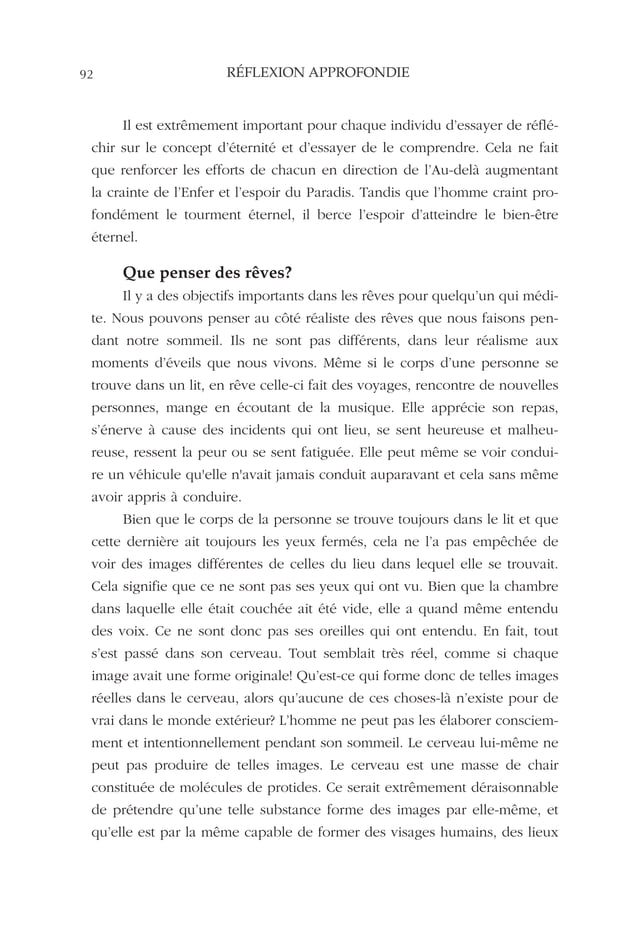 92
RÉFLEXION APPROFONDIE
Il est extrêmement important pour chaque individu d'essayer de réflé-
chir sur le concept d'éternité et d'essayer de le comprendre. Cela ne fait
que renforcer les efforts de chacun en direction de l'Au-delà augmentant
la crainte de l'Enfer et l'espoir du Paradis. Tandis que l'homme craint pro-
fondément le tourment éternel, il berce l'espoir d'atteindre le bien-être
éternel.
Que penser des rêves?
Il y a des objectifs importants dans les rêves pour quelqu'un qui médi-
te. Nous pouvons penser au côté réaliste des rêves que nous faisons pen-
dant notre sommeil. Ils ne sont pas différents, dans leur réalisme aux
moments d'éveils que nous vivons. Même si le corps d'une personne se
trouve dans un lit, en rêve celle-ci fait des voyages, rencontre de nouvelles
personnes, mange en écoutant de la musique. Elle apprécie son repas,
s'énerve à cause des incidents qui ont lieu, se sent heureuse et malheu-
reuse, ressent la peur ou se sent fatiguée. Elle peut même se voir condui-
re un véhicule qu'elle n'avait jamais conduit auparavant et cela sans même
avoir appris à conduire.
Bien que le corps de la personne se trouve toujours dans le lit et que
cette dernière ait toujours les yeux fermés, cela ne l'a pas empêchée de
voir des images différentes de celles du lieu dans lequel elle se trouvait.
Cela signifie que ce ne sont pas ses yeux qui ont vu. Bien que la chambre
dans laquelle elle était couchée ait été vide, elle a quand même entendu
des voix. Ce ne sont donc pas ses oreilles qui ont entendu. En fait, tout
s'est passé dans son cerveau. Tout semblait très réel, comme si chaque
image avait une forme originale! Qu'est-ce qui forme donc de telles images
réelles dans le cerveau, alors qu'aucune de ces choses-là n'existe pour de
vrai dans le monde extérieur? L'homme ne peut pas les élaborer consciem-
ment et intentionnellement pendant son sommeil. Le cerveau lui-même ne
peut pas produire de telles images. Le cerveau est une masse de chair
constituée de molécules de protides. Ce serait extrêmement déraisonnable
de prétendre qu'une telle substance forme des images par elle-même, et
qu'elle est par la même capable de former des visages humains, des lieux